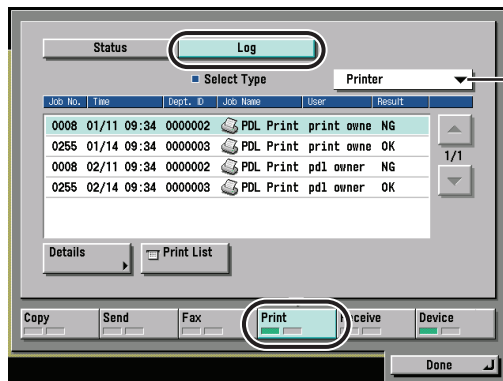 Status Log
Select Type Printer
Job No. Time Dept. ID Job Name User Result
0008 01/11 09:34 0000002 PDL Print print owne NG
0255 01/14 09:34 0000003 PDL Print print owne OK
0008 02/11 09:34 0000002 PDL Print pdl owner NG
0255 02/14 09:34 0000003 PDL Print pdl owner OK
1/1
Details Print List
Copy Send Fax Print eceive Device
Done